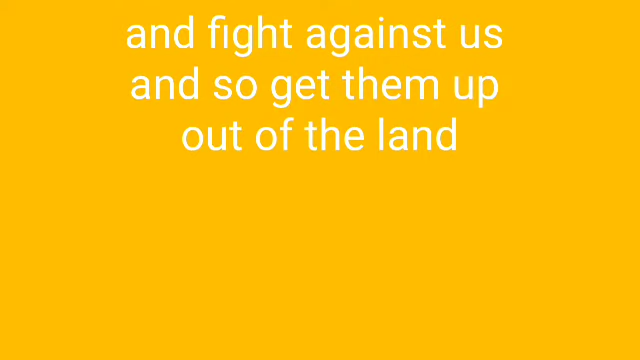 and fight against us
and so get them up
out of the land